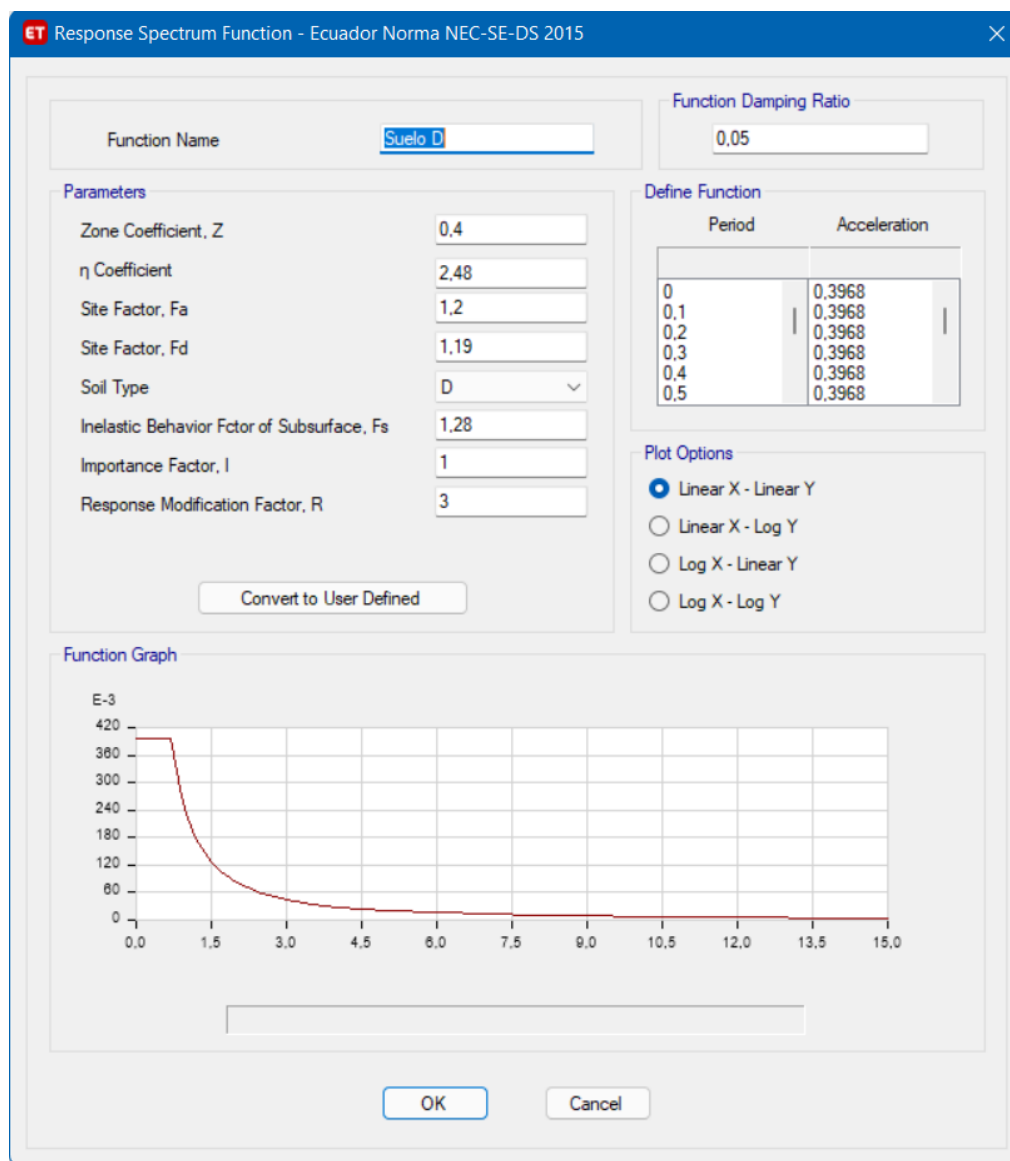 ET Response Spectrum Function - Ecuador Norma NEC-SE-DS 2015
Function Name Suelo D
Function Damping Ratio
0,05
Parameters
Zone Coefficient, Z 0,4
η Coefficient 2,48
Site Factor, Fa 1,2
Site Factor, Fd 1,19
Soil Type D
Inelastic Behavior Fctor of Subsurface, Fs 1,28
Importance Factor, I 1
Response Modification Factor, R 3
Convert to User Defined
Define Function
Period Acceleration
0 0,3968
0,1 0,3968
0,2 0,3968
0,3 0,3968
0,4 0,3968
0,5 0,3968
Plot Options
Linear X - Linear Y
Linear X - Log Y
Log X - Linear Y
Log X - Log Y
Function Graph
E-3
420
360
300
240
180
120
60
0
0,0 1,5 3,0 4,5 6,0 7,5 9,0 10,5 12,0 13,5 15,0
OK Cancel